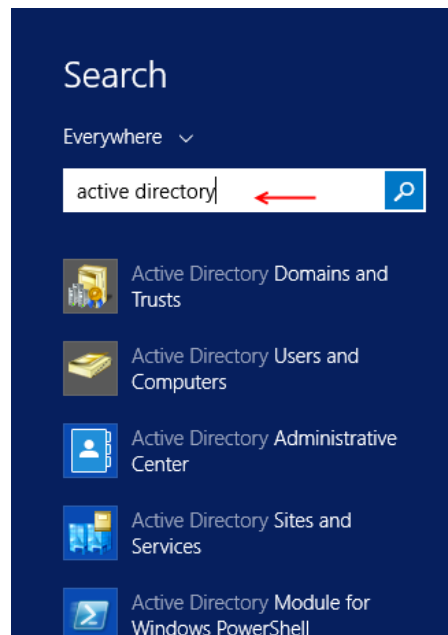 Search
Everywhere
active directory
Active Directory Domains and
Trusts
Active Directory Users and
Computers
Active Directory Administrative
Center
Active Directory Sites and
Services
Active Directory Module for
Windows PowerShell